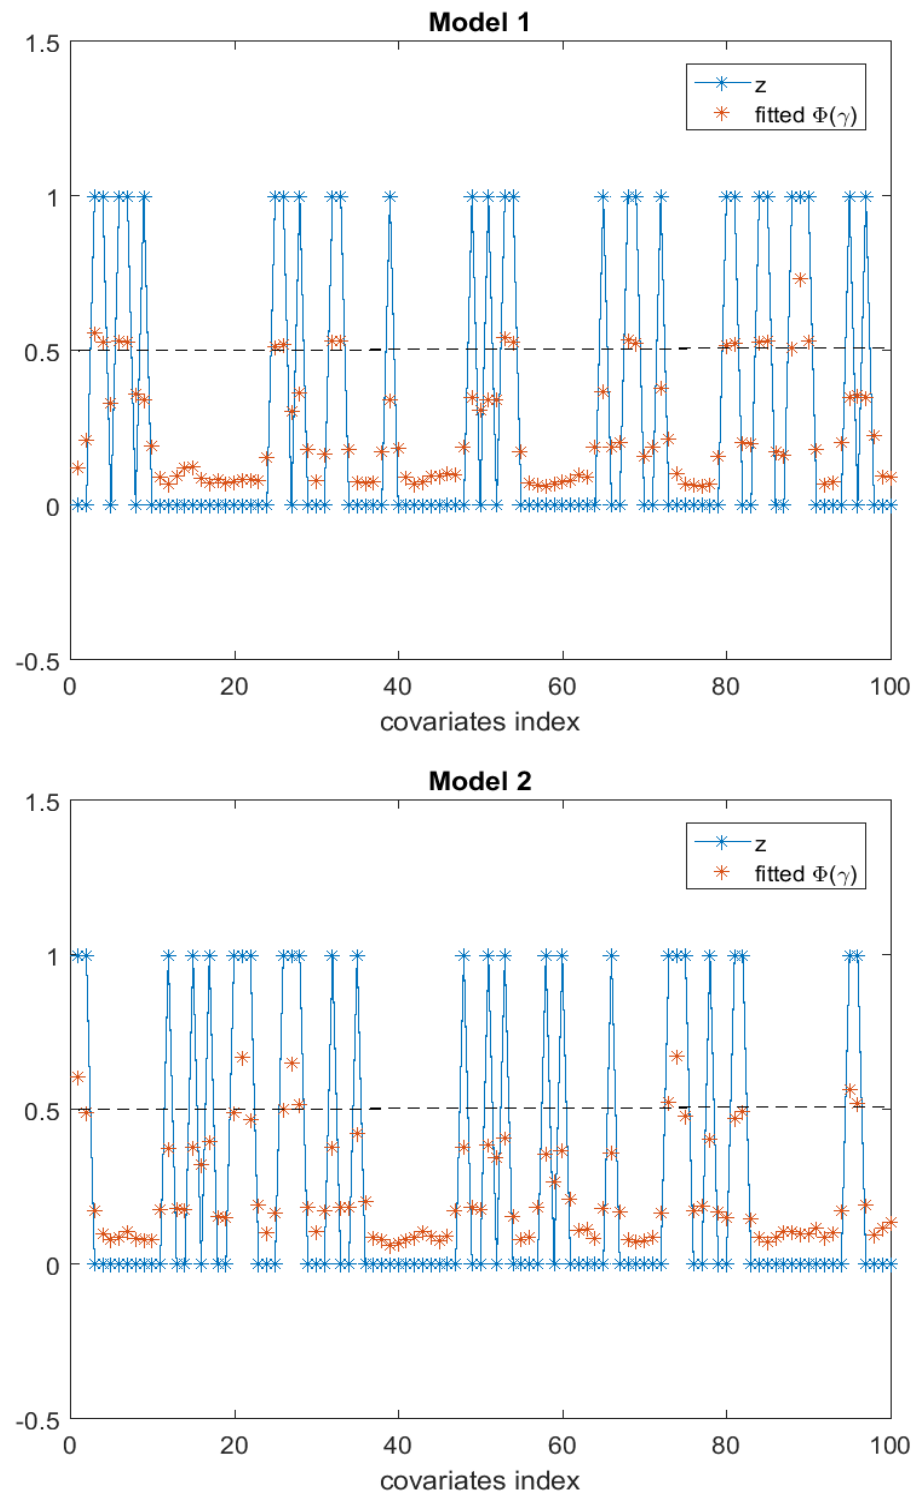 Model 1
1.5
z
fitted Φ(γ)
1
0.5
0
-0.5
0 20 40 60 80 100
covariates index
Model 2
1.5
z
fitted Φ(γ)
1
0.5
0
-0.5
0 20 40 60 80 100
covariates index